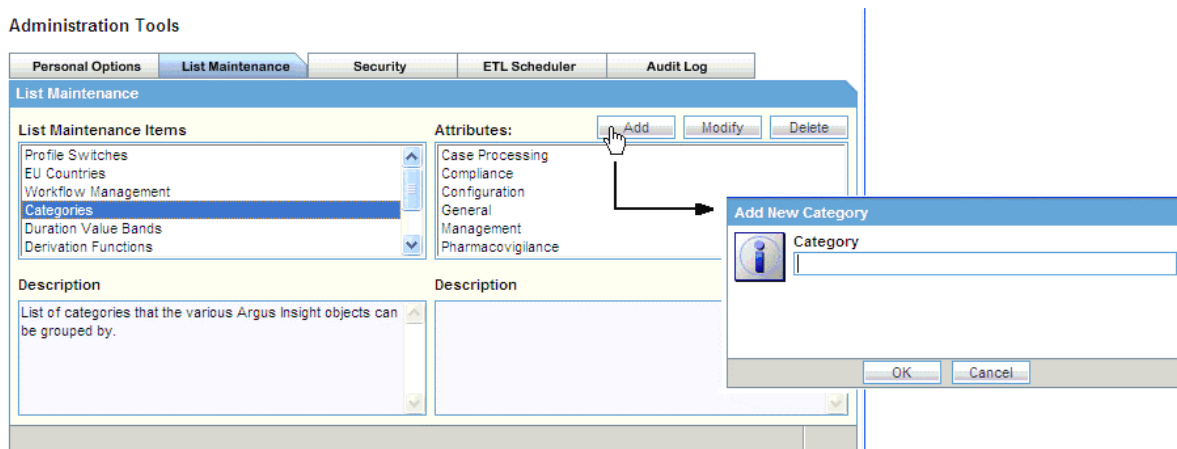 Administration Tools
Personal Options List Maintenance Security ETL Scheduler Audit Log
List Maintenance
List Maintenance Items
Attributes:
Add Modify Delete
Profile Switches
EU Countries
Workflow Management
Categories
Duration Value Bands
Derivation Functions
Case Processing
Compliance
Configuration
General
Management
Pharmacovigilance
Description
List of categories that the various Argus Insight objects can
be grouped by.
Description
Add New Category
Category
OK Cancel